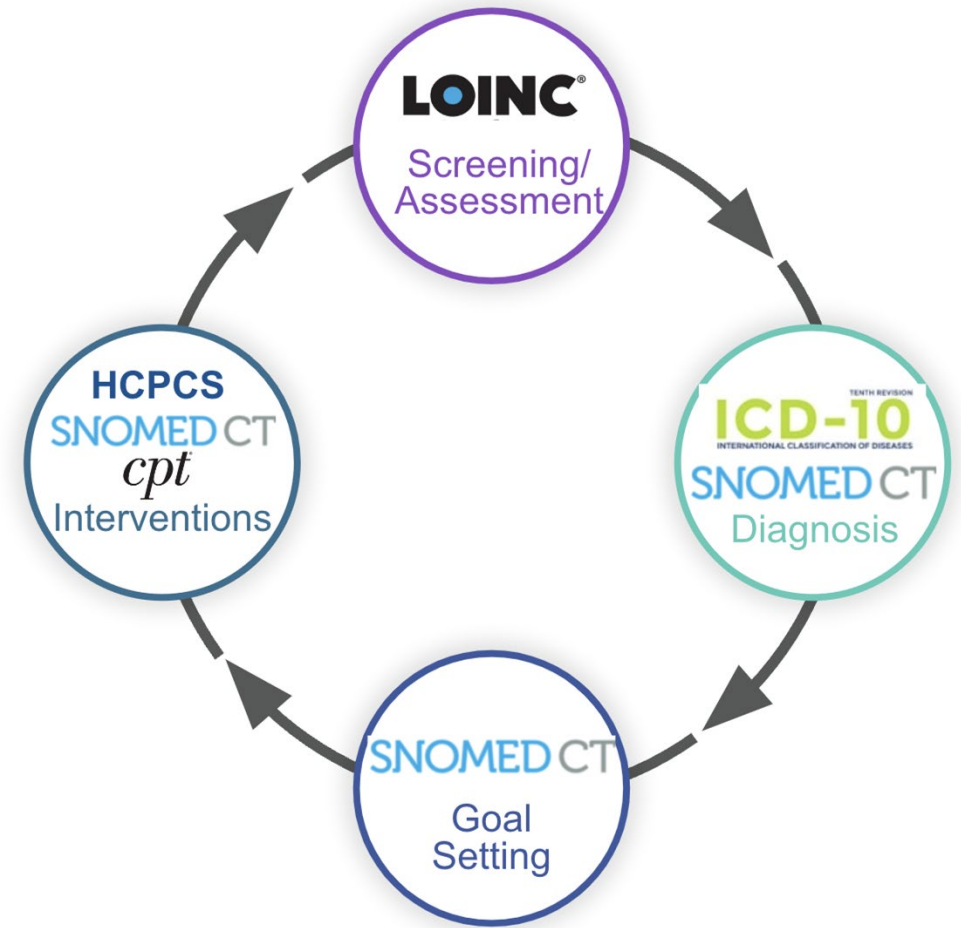 LOINC®
Screening/
Assessment
TENTH REVISION
ICD-10
INTERNATIONAL CLASSIFICATION OF DISEASES
SNOMED CT
Diagnosis
SNOMED CT
Goal
Setting
HCPCS
SNOMED CT
cpt
Interventions